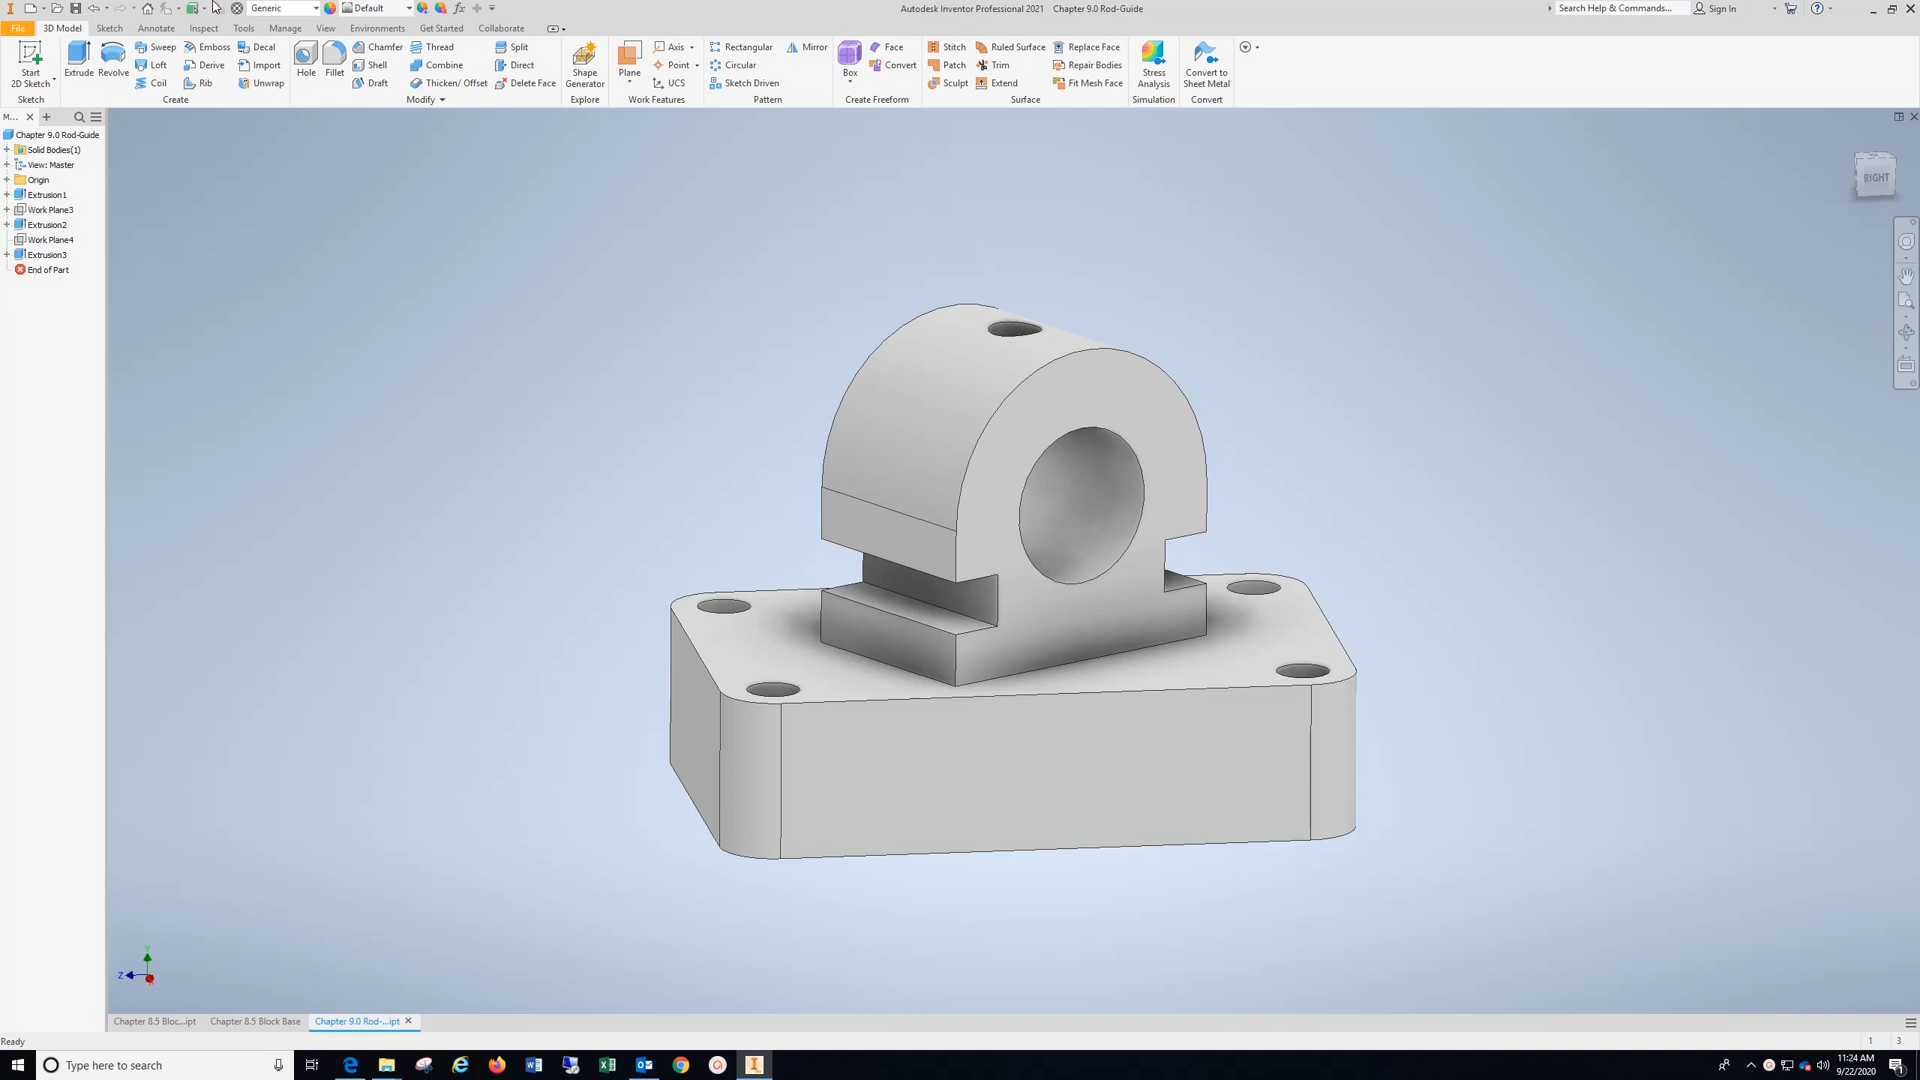 Generic
Default
fx
Autodesk Inventor Professional 2021 Chapter 9.0 Rod-Guide
Search Help & Commands...
Sign In
File 3D Model Sketch Annotate Inspect Tools Manage View Environments Get Started Collaborate
Start
2D Sketch
Sketch
Extrude
Revolve
Sweep
Loft
Coil
Emboss
Derive
Rib
Decal
Import
Unwrap
Create
Hole
Fillet
Chamfer
Shell
Draft
Thread
Combine
Thicken/ Offset
Split
Direct
Delete Face
Modify
Shape
Generator
Explore
Plane
Axis
Point
UCS
Work Features
Rectangular
Circular
Sketch Driven
Mirror
Pattern
Box
Face
Convert
Create Freeform
Stitch
Patch
Sculpt
Ruled Surface
Trim
Extend
Replace Face
Repair Bodies
Fit Mesh Face
Surface
Stress
Analysis
Simulation
Convert to
Sheet Metal
Convert
M...
Chapter 9.0 Rod-Guide
Solid Bodies(1)
View: Master
Origin
Extrusion1
Work Plane3
Extrusion2
Work Plane4
Extrusion3
End of Part
RIGHT
Y
Z
Chapter 8.5 Bloc...ipt
Chapter 8.5 Block Base
Chapter 9.0 Rod-...ipt
Ready
1 3
Type here to search
11:24 AM
9/22/2020